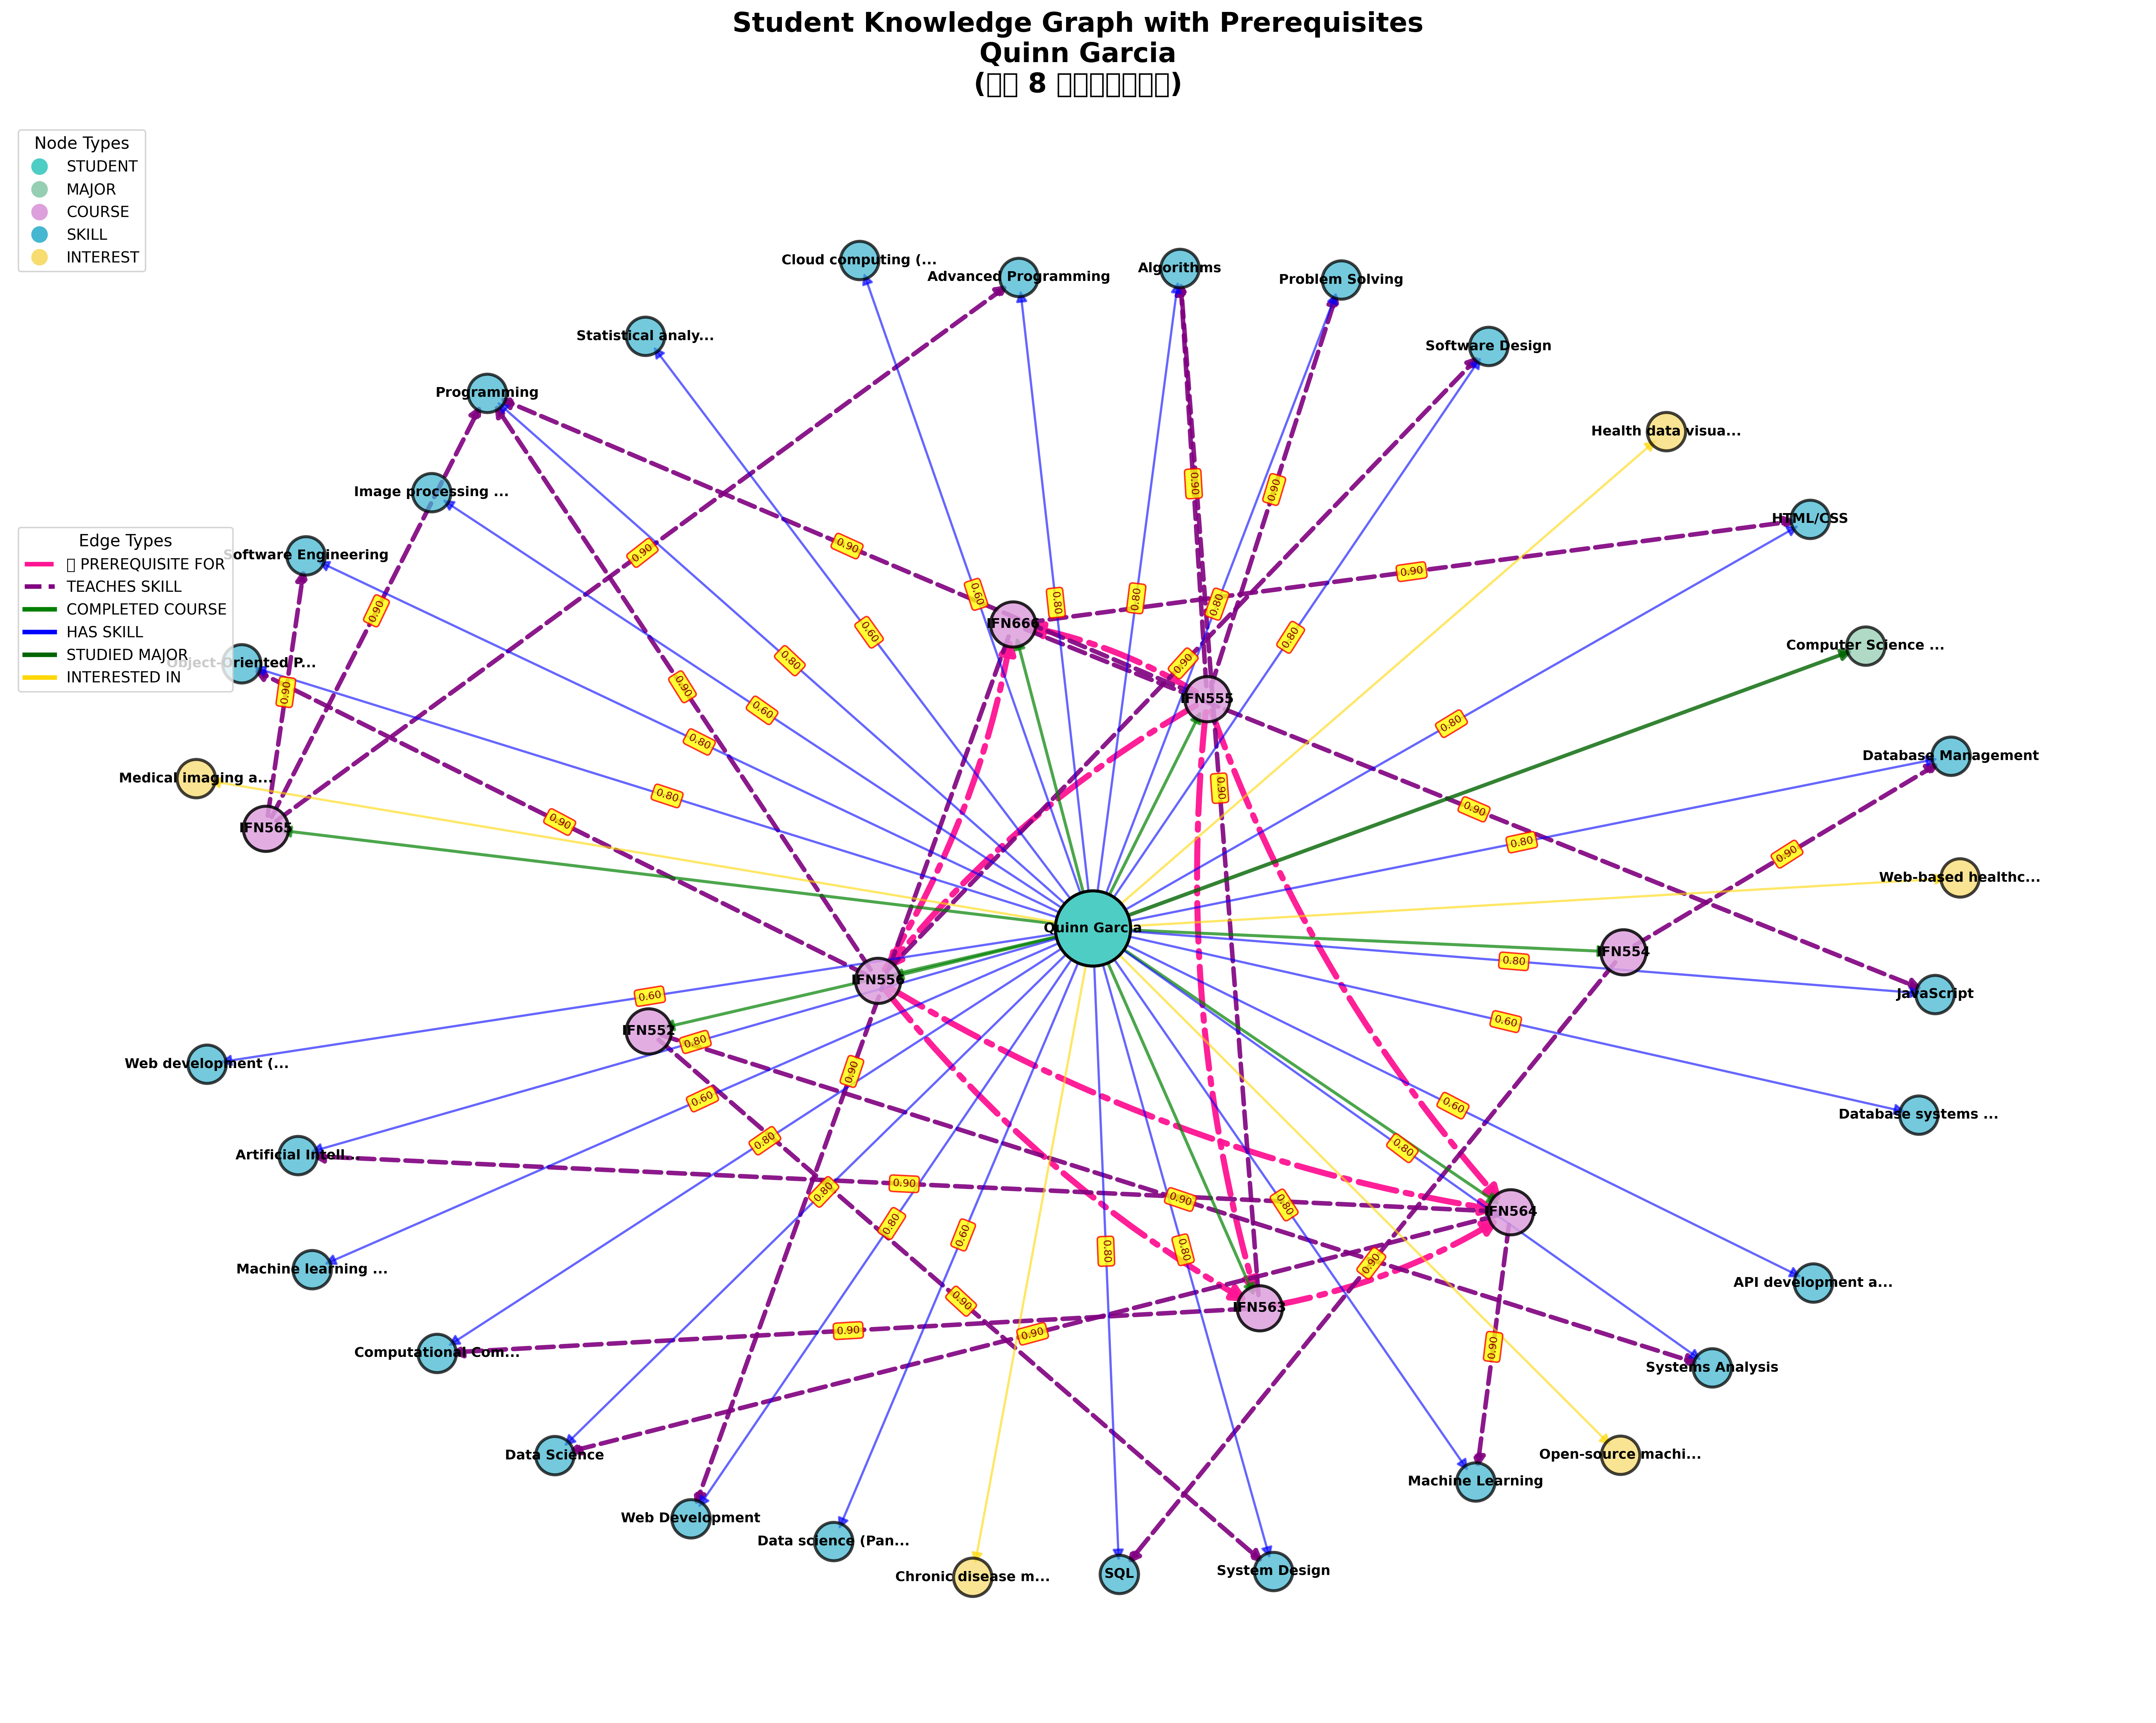 Student Knowledge Graph with Prerequisites
Quinn Garcia
( 8 )
Node Types
STUDENT
MAJOR
COURSE
SKILL
INTEREST
Cloud computing (...
Advanced Programming
Algorithms
Problem Solving
Statistical analy...
Software Design
Programming
Health data visua...
Image processing ...
HTML/CSS
Edge Types
PREREQUISITE FOR
TEACHES SKILL
COMPLETED COURSE
HAS SKILL
STUDIED MAJOR
INTERESTED IN
Software Engineering
0.90
0.90
0.90
0.90
0.90
0.90
0.60
0.80
0.80
0.80
0.60
0.80
IFN666
Computer Science ...
Object-Oriented P...
0.90
0.80
0.90
0.90
0.60
0.80
0.80
IFN555
Database Management
Medical imaging a...
0.80
0.90
0.90
0.90
IFN565
0.80
0.90
Web-based healthc...
Quinn Garcia
IFN554
0.80
IFN556
JavaScript
0.60
0.60
IFN552
0.80
Web development (...
0.90
0.60
0.60
Database systems ...
0.80
0.80
Artificial Intell...
0.90
0.80
0.90
0.80
IFN564
0.80
0.60
0.80
0.80
0.90
Machine learning ...
API development a...
0.90
IFN563
0.90
0.90
0.90
Computational Com...
Systems Analysis
Data Science
Open-source machi...
Machine Learning
Web Development
Data science (Pan...
Chronic disease m...
SQL
System Design